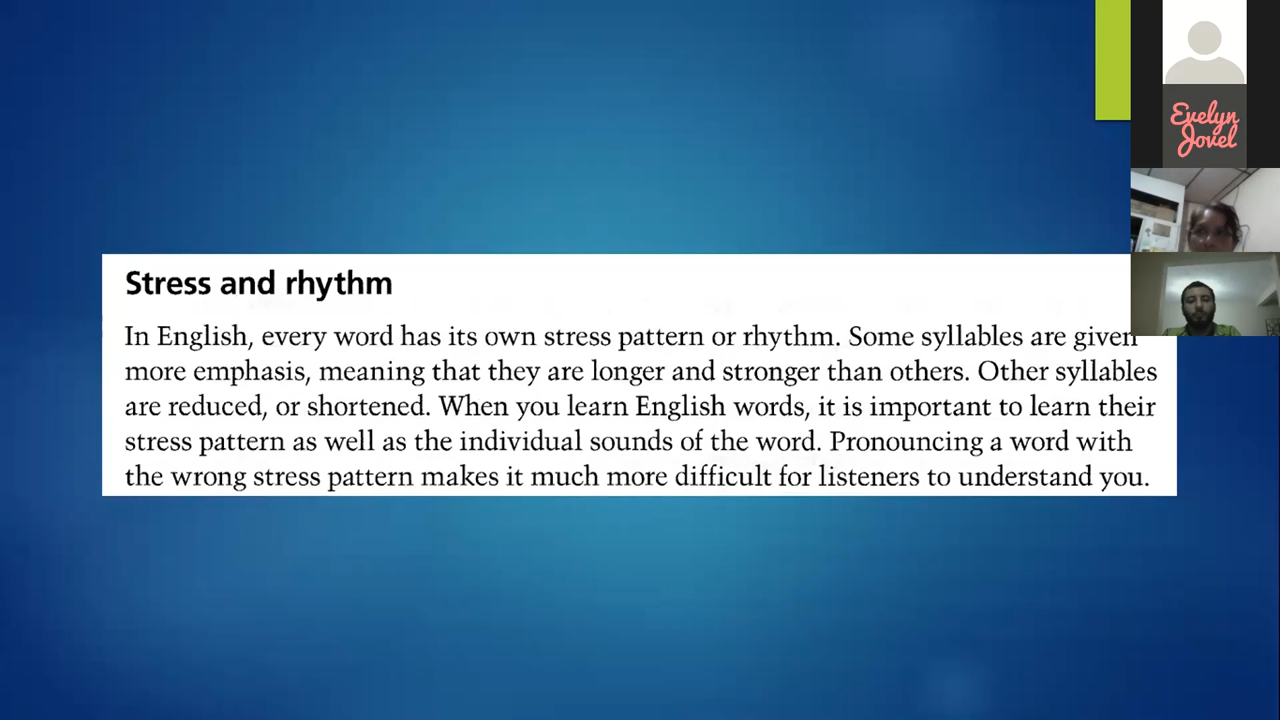 Evelyn
Jovel
Stress and rhythm
In English, every word has its own stress pattern or rhythm. Some syllables are given
more emphasis, meaning that they are longer and stronger than others. Other syllables
are reduced, or shortened. When you learn English words, it is important to learn their
stress pattern as well as the individual sounds of the word. Pronouncing a word with
the wrong stress pattern makes it much more difficult for listeners to understand you.